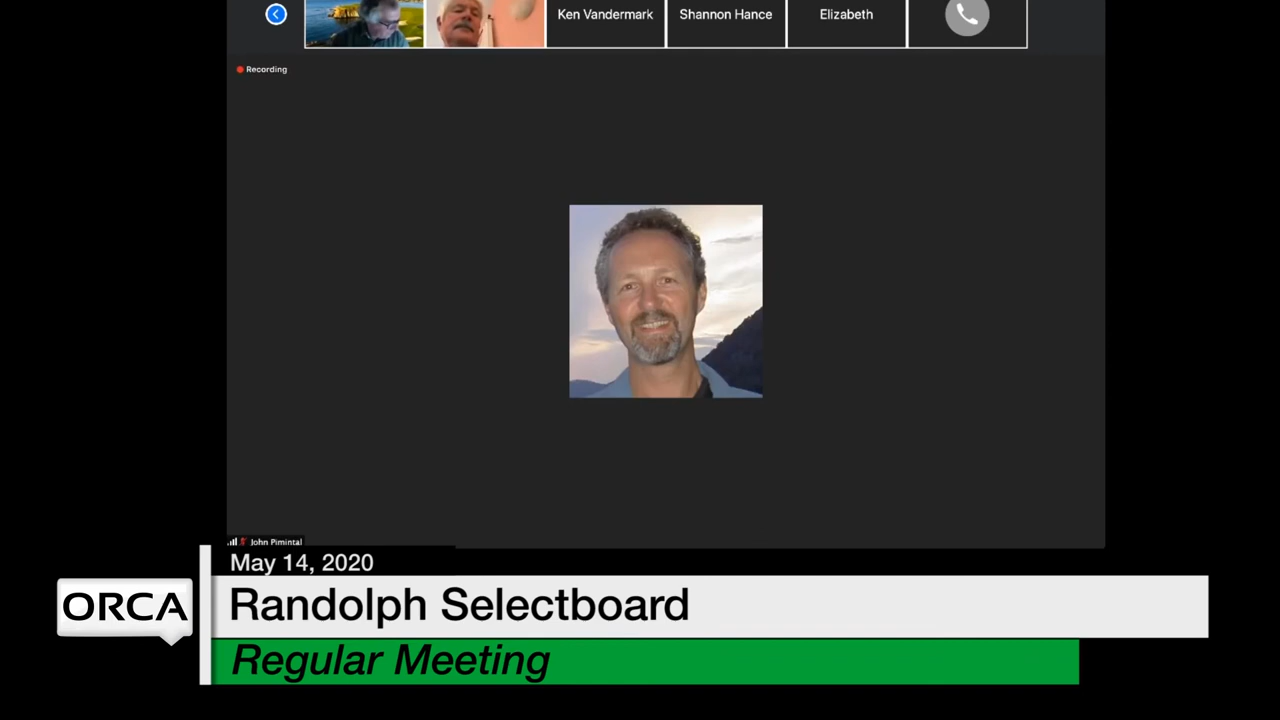 Ken Vandermark
Shannon Hance
Elizabeth
Recording
John Pimintal
May 14, 2020
ORCA
Randolph Selectboard
Regular Meeting